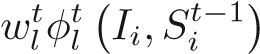 $w_l^t \phi_l^t \left( I_i, S_i^{t-1} \right)$